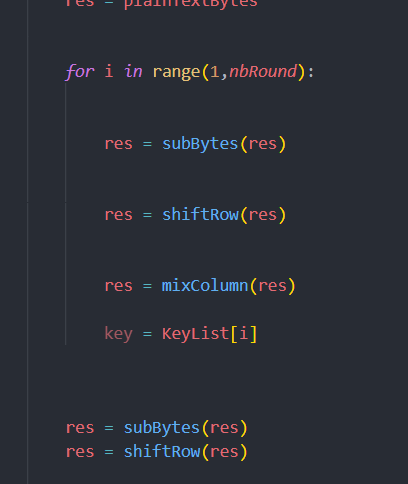 res = plainTextBytes
for i in range(1,nbRound):
res = subBytes(res)
res = shiftRow(res)
res = mixColumn(res)
key = KeyList[i]
res = subBytes(res)
res = shiftRow(res)